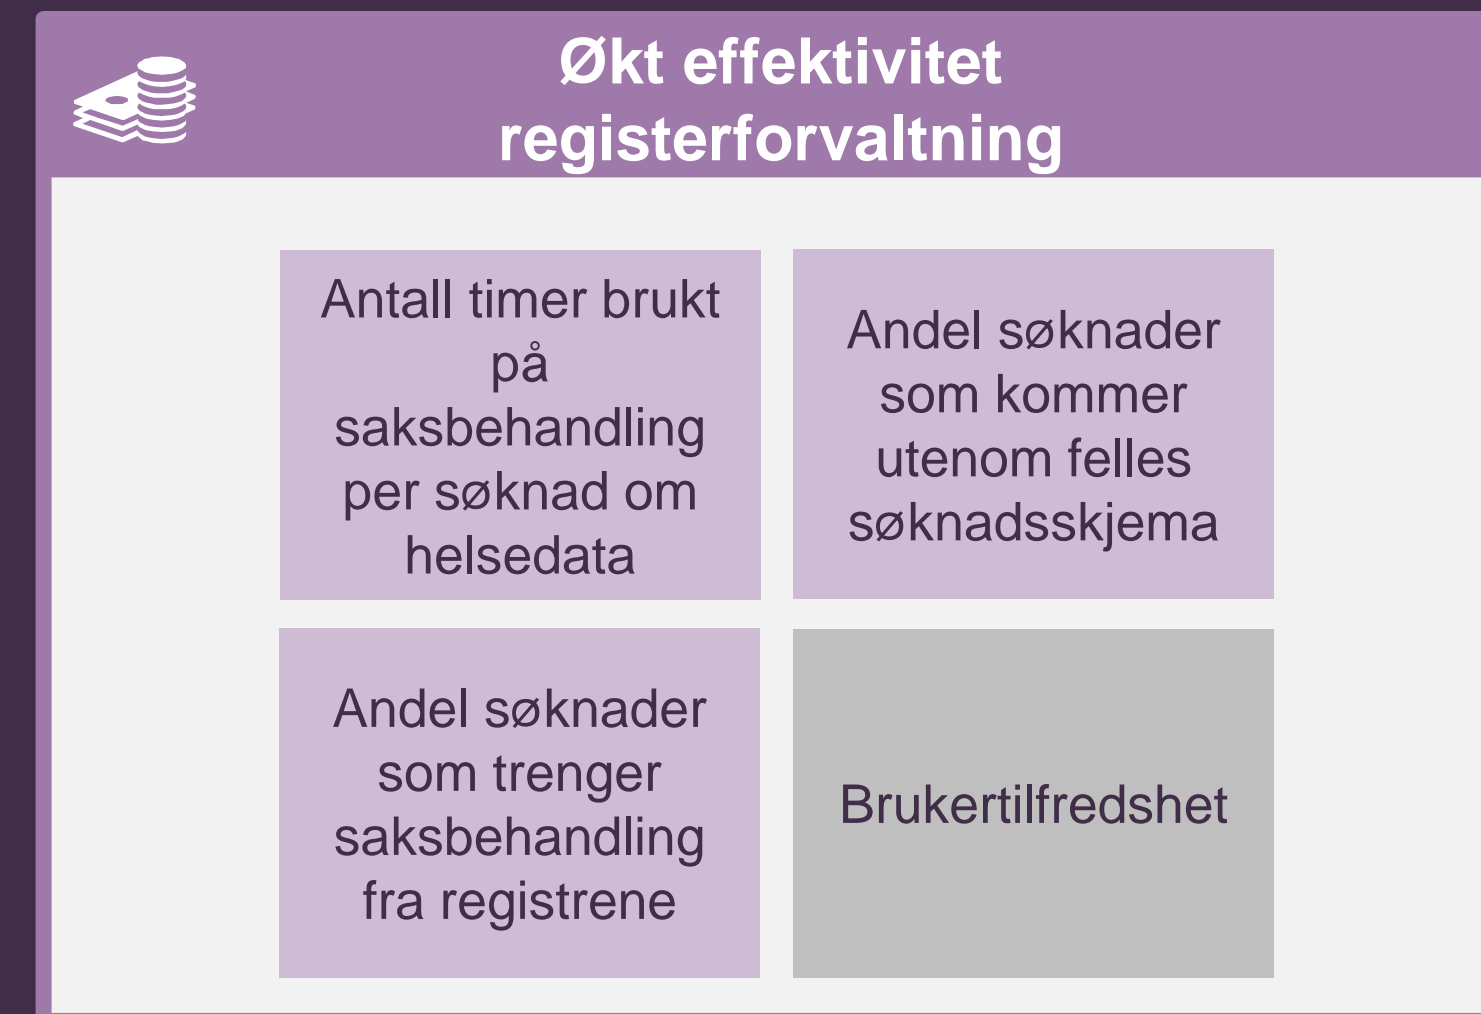 Økt effektivitet
registerforvaltning
Antall timer brukt
på
saksbehandling
per søknad om
helsedata
Andel søknader
som kommer
utenom felles
søknadsskjema
Andel søknader
som trenger
saksbehandling
fra registrene
Brukertilfredshet